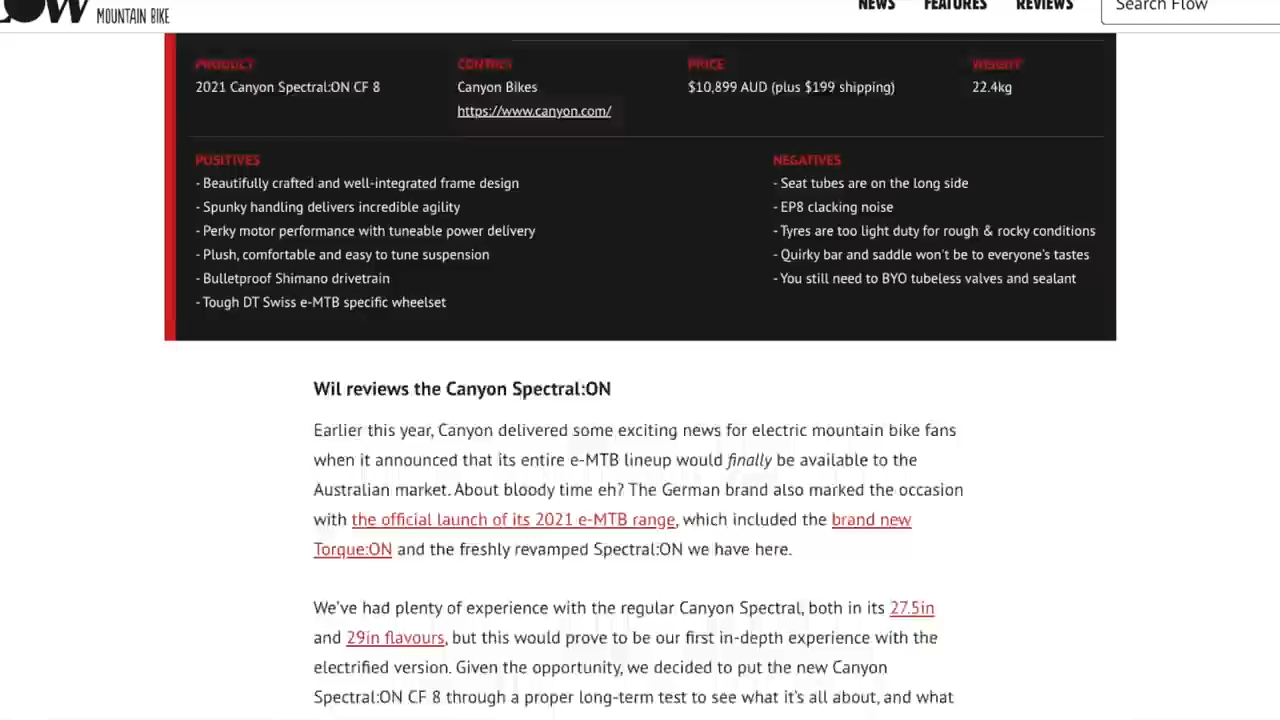 MOUNTAIN BIKE
NEWS FEATURES REVIEWS Search Flow
PRODUCT CONTACT PRICE WEIGHT
2021 Canyon Spectral:ON CF 8 Canyon Bikes $10,899 AUD (plus $199 shipping) 22.4kg
https://www.canyon.com/
POSITIVES
- Beautifully crafted and well-integrated frame design
- Spunky handling delivers incredible agility
- Perky motor performance with tuneable power delivery
- Plush, comfortable and easy to tune suspension
- Bulletproof Shimano drivetrain
- Tough DT Swiss e-MTB specific wheelset
NEGATIVES
- Seat tubes are on the long side
- EP8 clacking noise
- Tyres are too light duty for rough & rocky conditions
- Quirky bar and saddle won't be to everyone's tastes
- You still need to BYO tubeless valves and sealant
Wil reviews the Canyon Spectral:ON
Earlier this year, Canyon delivered some exciting news for electric mountain bike fans
when it announced that its entire e-MTB lineup would finally be available to the
Australian market. About bloody time eh? The German brand also marked the occasion
with the official launch of its 2021 e-MTB range, which included the brand new
Torque:ON and the freshly revamped Spectral:ON we have here.
We've had plenty of experience with the regular Canyon Spectral, both in its 27.5in
and 29in flavours, but this would prove to be our first in-depth experience with the
electrified version. Given the opportunity, we decided to put the new Canyon
Spectral:ON CF 8 through a proper long-term test to see what it's all about, and what